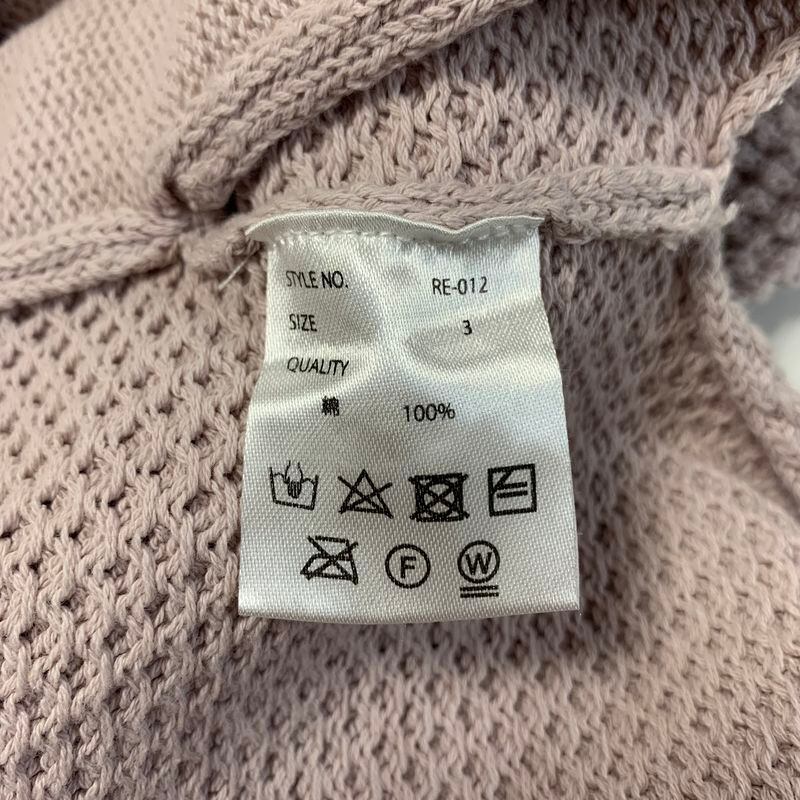 STYLE NO. RE-012
SIZE 3
QUALITY
綿 100%
F W